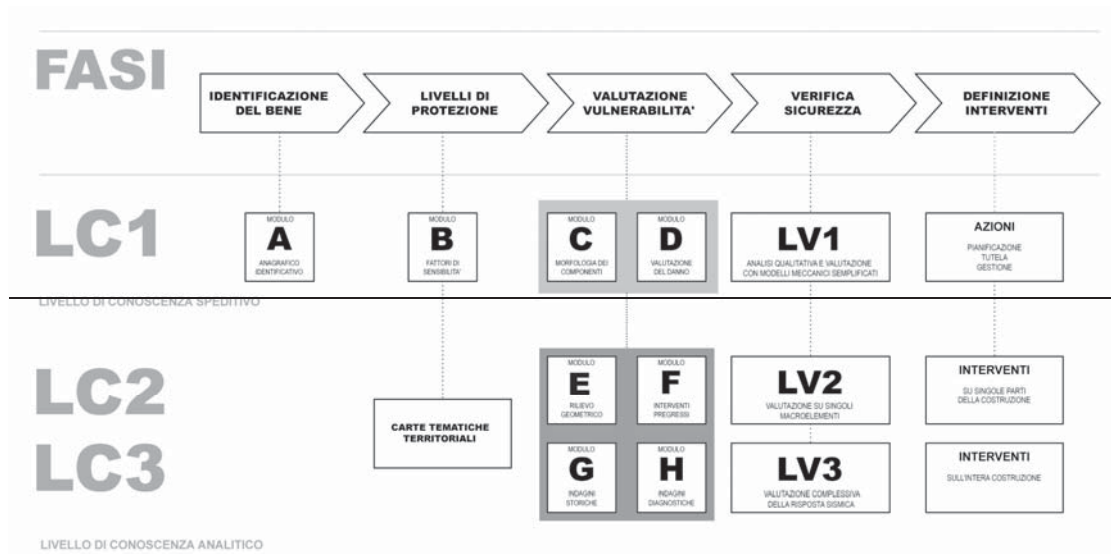 FASI
IDENTIFICAZIONE
DEL BENE
LIVELLI DI
PROTEZIONE
VALUTAZIONE
VULNERABILITA'
VERIFICA
SICUREZZA
DEFINIZIONE
INTERVENTI
LC1
MODULO
A
ANAGRAFICO
IDENTIFICATIVO
MODULO
B
FATTORI DI
SENSIBILITA'
MODULO
C
MORFOLOGIA DEI
COMPONENTI
MODULO
D
VALUTAZIONE
DEL DANNO
LV1
ANALISI QUALITATIVA E VALUTAZIONE
CON MODELLI MECCANICI SEMPLIFICATI
AZIONI
PIANIFICAZIONE
TUTELA
GESTIONE
LIVELLO DI CONOSCENZA SPEDITIVO
LC2
LC3
CARTE TEMATICHE
TERRITORIALI
MODULO
E
RILIEVO
GEOMETRICO
MODULO
F
INTERVENTI
PREGRESSI
MODULO
G
INDAGINI
STORICHE
MODULO
H
INDAGINI
DIAGNOSTICHE
LV2
VALUTAZIONE SU SINGOLI
MACROELEMENTI
LV3
VALUTAZIONE COMPLESSIVA
DELLA RISPOSTA SISMICA
INTERVENTI
SU SINGOLE PARTI
DELLA COSTRUZIONE
INTERVENTI
SULL'INTERA COSTRUZIONE
LIVELLO DI CONOSCENZA ANALITICO